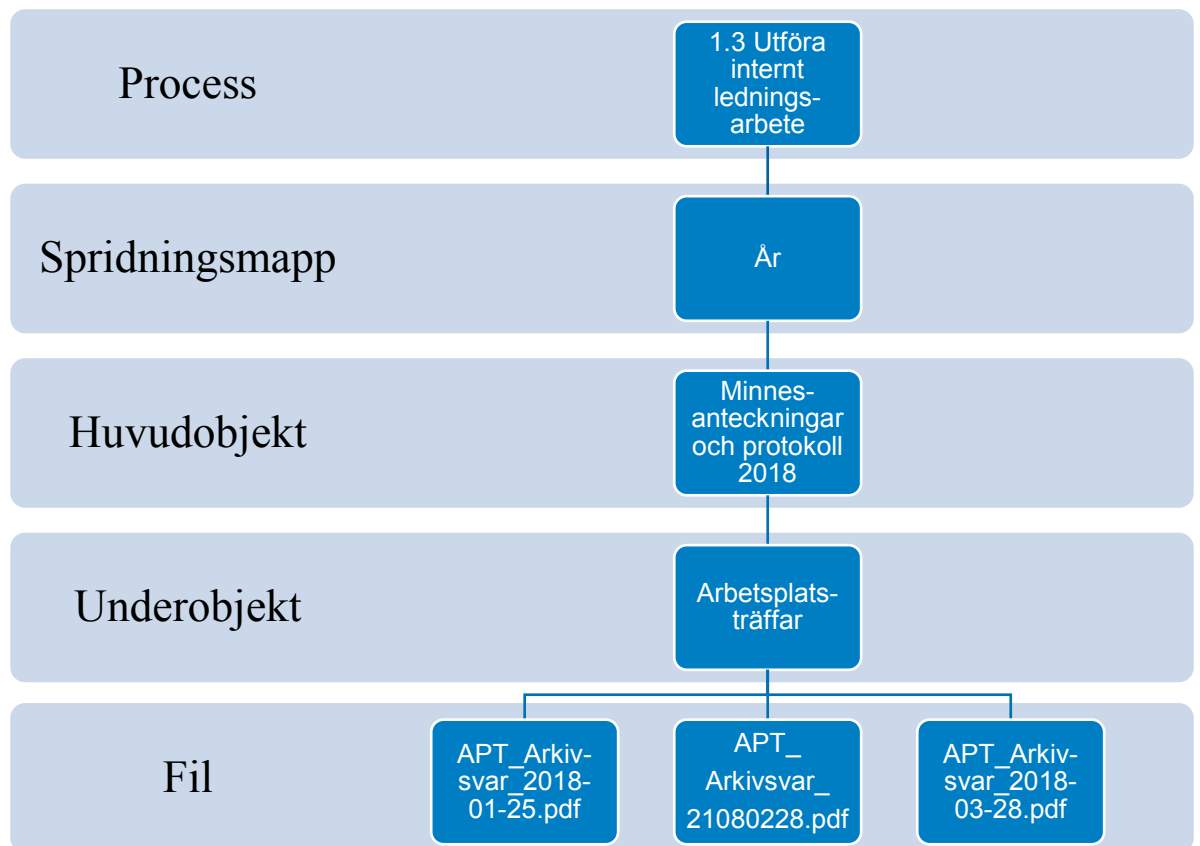 Process
1.3 Utföra
internt
lednings-
arbete
Spridningsmapp
År
Huvudobjekt
Minnes-
anteckningar
och protokoll
2018
Underobjekt
Arbetsplats-
träffar
Fil
APT_Arkiv-
svar_2018-
01-25.pdf
APT_
Arkivsvar_
21080228.pdf
APT_Arkiv-
svar_2018-
03-28.pdf